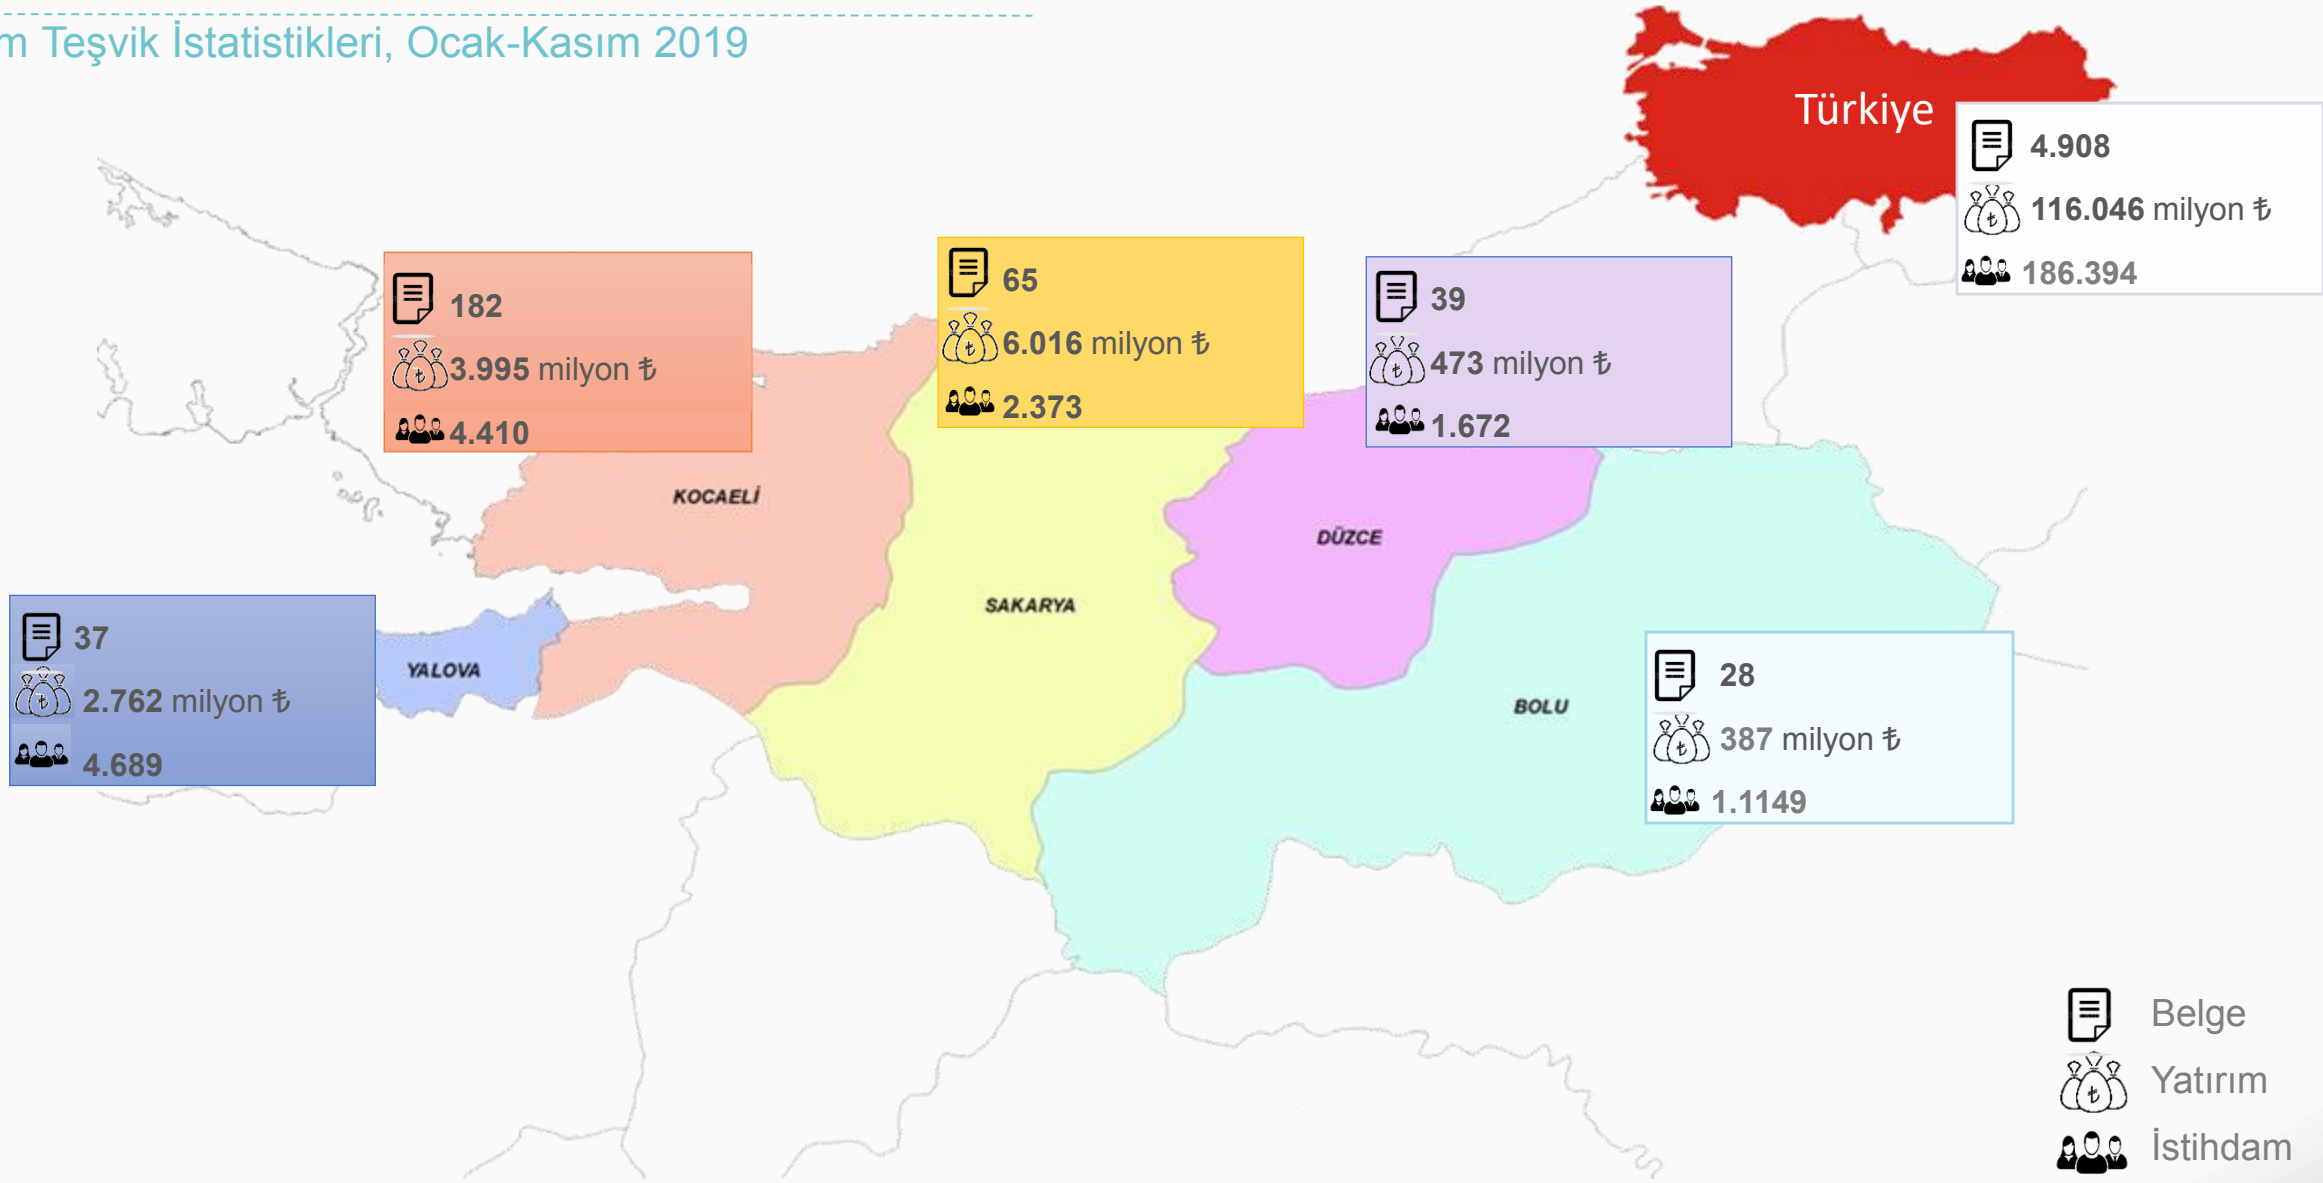 m Teşvik İstatistikleri, Ocak-Kasım 2019
Türkiye
4.908
116.046 milyon ₺
186.394
182
3.995 milyon ₺
4.410
65
6.016 milyon ₺
2.373
39
473 milyon ₺
1.672
KOCAELİ
DÜZCE
SAKARYA
37
2.762 milyon ₺
4.689
YALOVA
BOLU
28
387 milyon ₺
1.1149
Belge
Yatırım
İstihdam